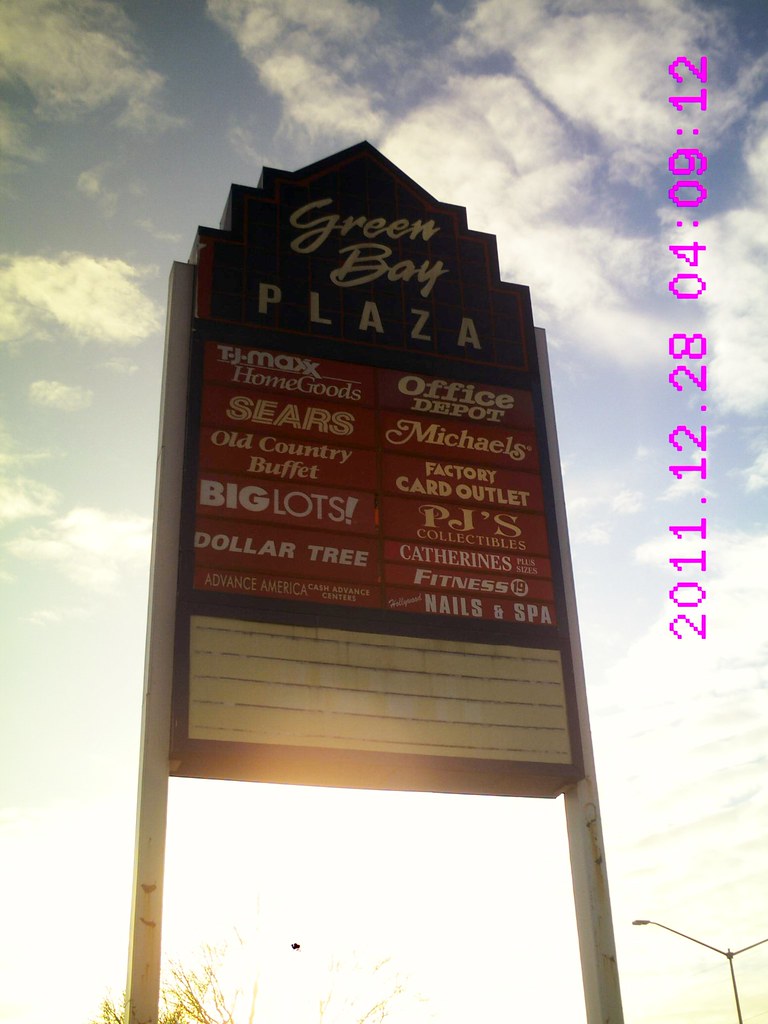 Green
Bay
PLAZA
T·J·maxx
HomeGoods
SEARS
Old Country
Buffet
BIG LOTS!
DOLLAR TREE
ADVANCE AMERICA CASH ADVANCE
CENTERS
Office
DEPOT
Michaels
FACTORY
CARD OUTLET
PJ'S
COLLECTIBLES
CATHERINES PLUS
SIZES
FITNESS 19
Hollywood NAILS & SPA
2011.12.28 04:09:12